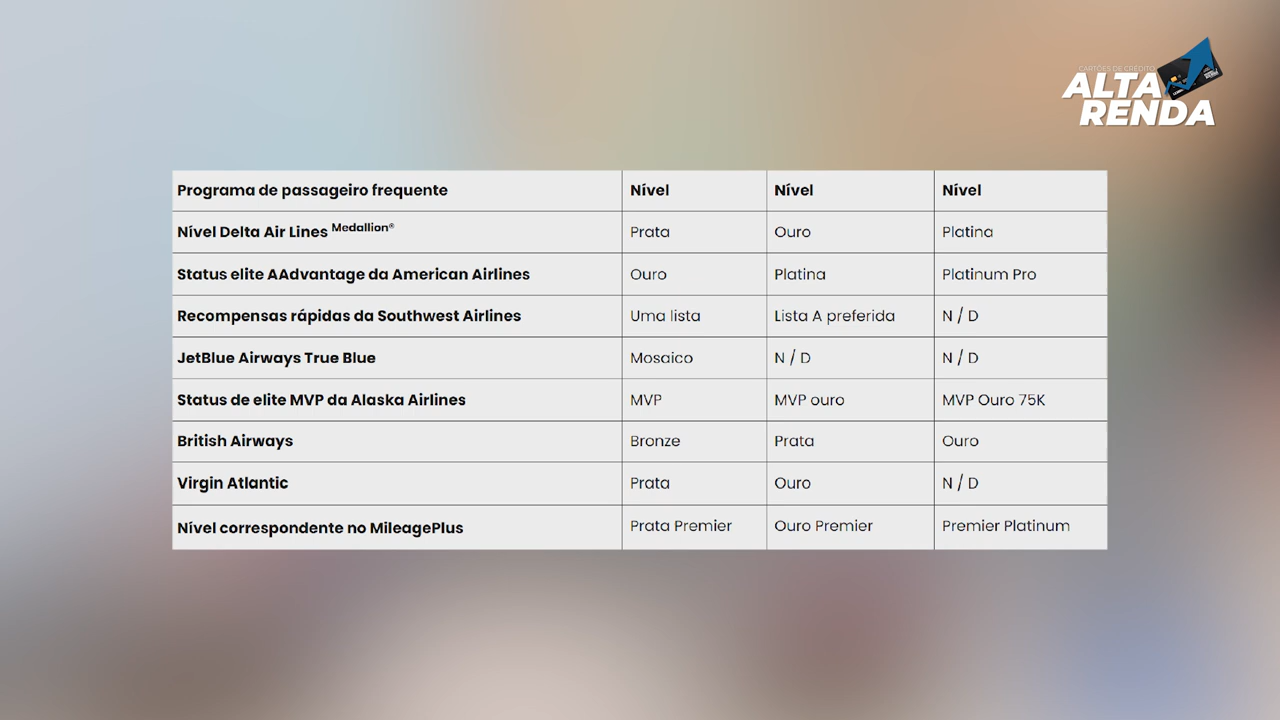 CARTÕES DE CRÉDITO
ALTA
RENDA
Programa de passageiro frequente Nível Nível Nível
Nível Delta Air Lines Medallion® Prata Ouro Platina
Status elite AAdvantage da American Airlines Ouro Platina Platinum Pro
Recompensas rápidas da Southwest Airlines Uma lista Lista A preferida N / D
JetBlue Airways True Blue Mosaico N / D N / D
Status de elite MVP da Alaska Airlines MVP MVP ouro MVP Ouro 75K
British Airways Bronze Prata Ouro
Virgin Atlantic Prata Ouro N / D
Nível correspondente no MileagePlus Prata Premier Ouro Premier Premier Platinum